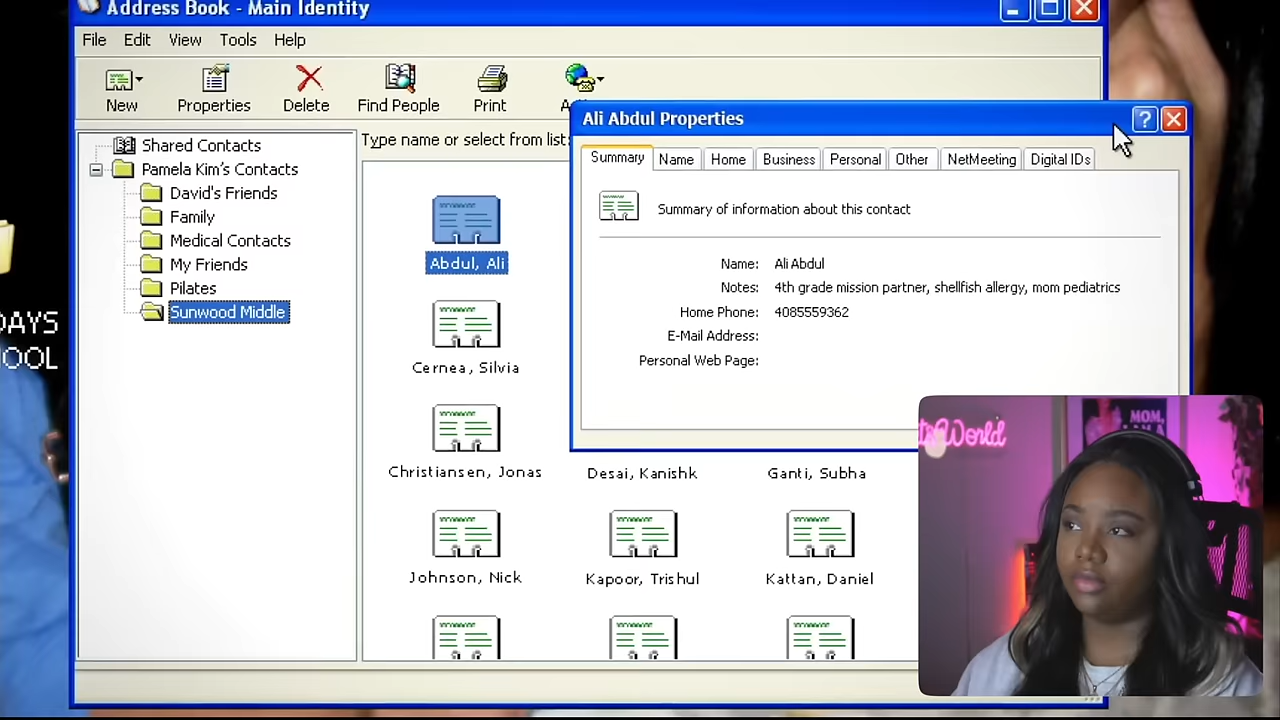 Address Book - Main Identity
File Edit View Tools Help
New Properties Delete Find People Print
Type name or select from list:
Shared Contacts
Pamela Kim's Contacts
David's Friends
Family
Medical Contacts
My Friends
Pilates
Sunwood Middle
DAYS
OOL
Abdul, Ali
Cernea, Silvia
Christiansen, Jonas
Desai, Kanishk
Ganti, Subha
Johnson, Nick
Kapoor, Trishul
Kattan, Daniel
Ali Abdul Properties
Summary Name Home Business Personal Other NetMeeting Digital IDs
Summary of information about this contact
Name: Ali Abdul
Notes: 4th grade mission partner, shellfish allergy, mom pediatrics
Home Phone: 4085559362
E-Mail Address:
Personal Web Page:
World
MOM,